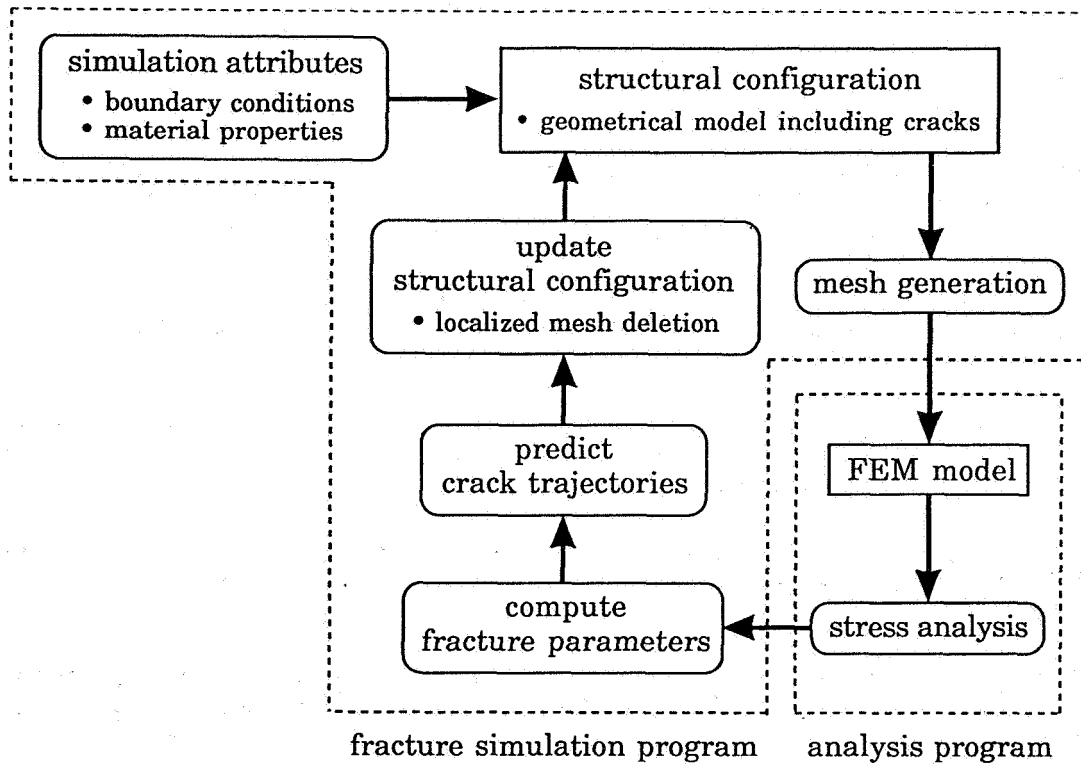 simulation attributes
• boundary conditions
• material properties
structural configuration
• geometrical model including cracks
update
structural configuration
• localized mesh deletion
mesh generation
predict
crack trajectories
FEM model
compute
fracture parameters
stress analysis
fracture simulation program
analysis program